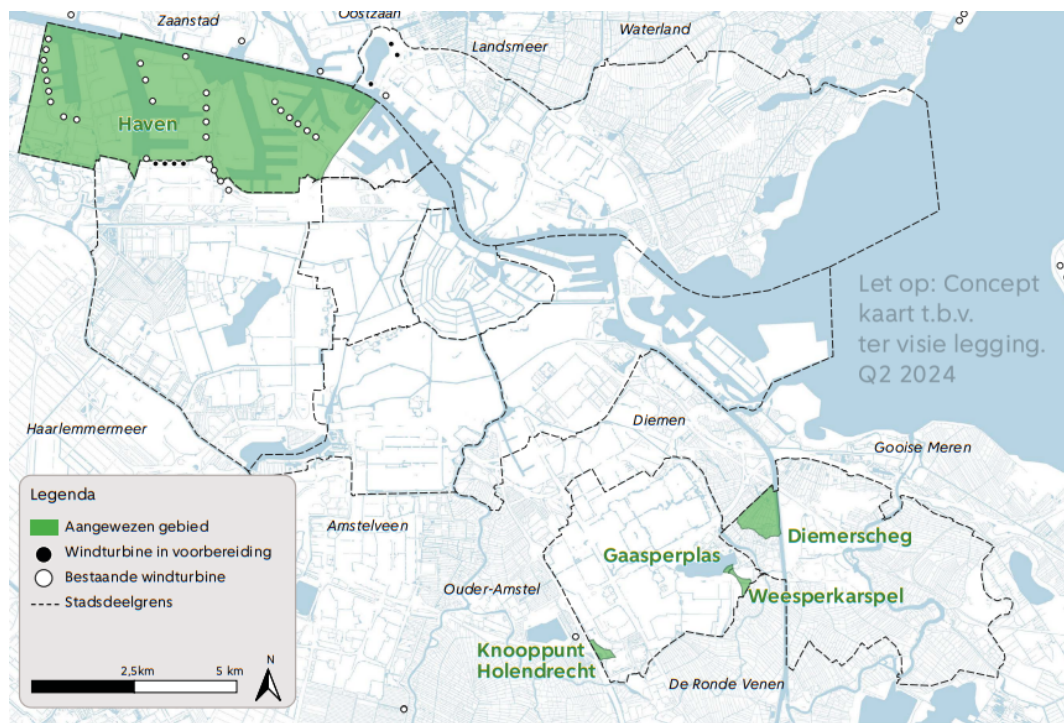 Zaanstad
Oostzaan
Landsmeer
Waterland
Haven
Let op: Concept
kaart t.b.v.
ter visie legging.
Q2 2024
Haarlemmermeer
Diemen
Gooise Meren
Amstelveen
Diemerscheg
Gaasperplas
Ouder-Amstel
Weesperkarspel
Knooppunt
Holendrecht
De Ronde Venen
Legenda
Aangewezen gebied
Windturbine in voorbereiding
Bestaande windturbine
Stadsdeelgrens
2,5km
5 km
N